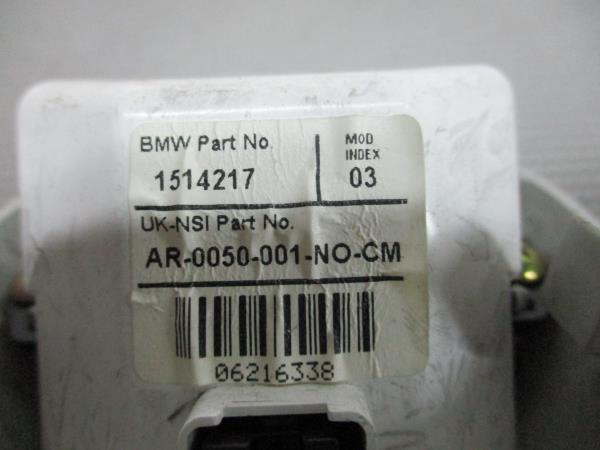 BMW Part No.
MOD
INDEX
1514217
03
UK-NSI Part No.
AR-0050-001-NO-CM
06216338